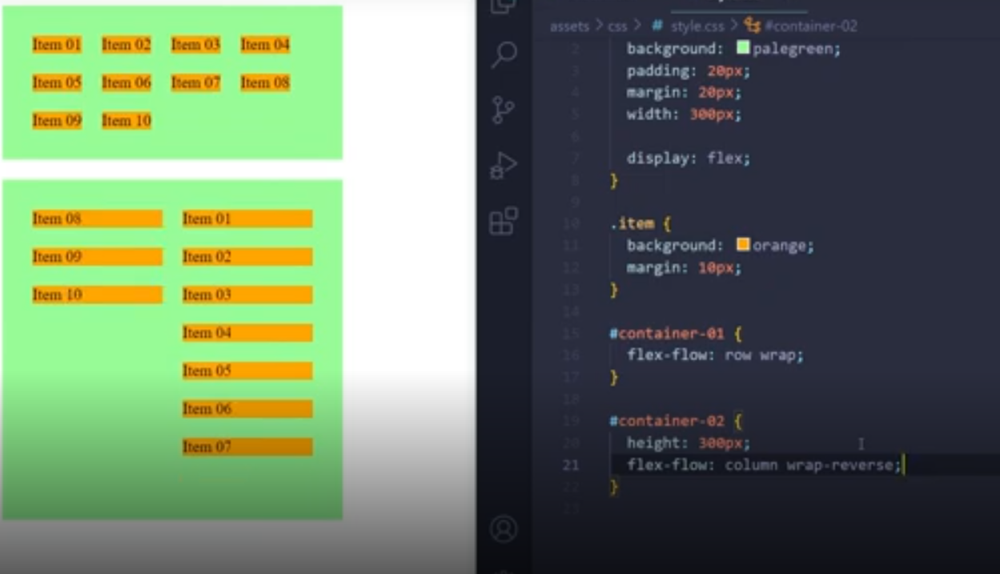 Item 01 Item 02 Item 03 Item 04
Item 05 Item 06 Item 07 Item 08
Item 09 Item 10
Item 08 Item 01
Item 09 Item 02
Item 10 Item 03
Item 04
Item 05
Item 06
Item 07
assets > css > # style.css > #container-02
2 background: palegreen;
3 padding: 20px;
4 margin: 20px;
5 width: 300px;
6
7 display: flex;
8 }
9
10 .item {
11 background: orange;
12 margin: 10px;
13 }
14
15 #container-01 {
16 flex-flow: row wrap;
17 }
18
19 #container-02 {
20 height: 300px;
21 flex-flow: column wrap-reverse;
22 }
23